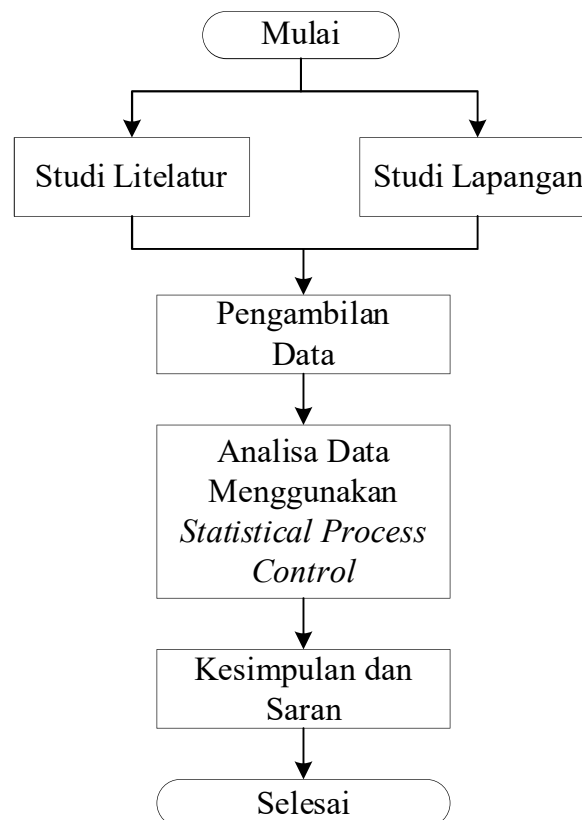 Mulai
Studi Litelatur
Studi Lapangan
Pengambilan
Data
Analisa Data
Menggunakan
Statistical Process
Control
Kesimpulan dan
Saran
Selesai